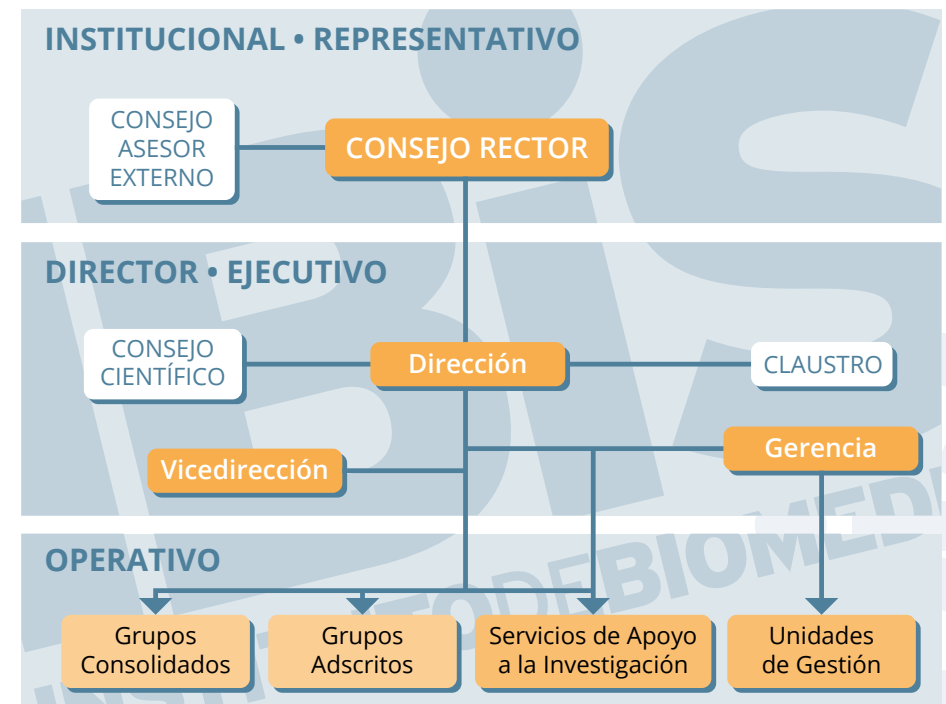 INSTITUCIONAL • REPRESENTATIVO
CONSEJO
ASESOR
EXTERNO
CONSEJO RECTOR
DIRECTOR • EJECUTIVO
CONSEJO
CIENTÍFICO
Dirección
CLAUSTRO
Vicedirección
Gerencia
OPERATIVO
Grupos
Consolidados
Grupos
Adscritos
Servicios de Apoyo
a la Investigación
Unidades
de Gestión